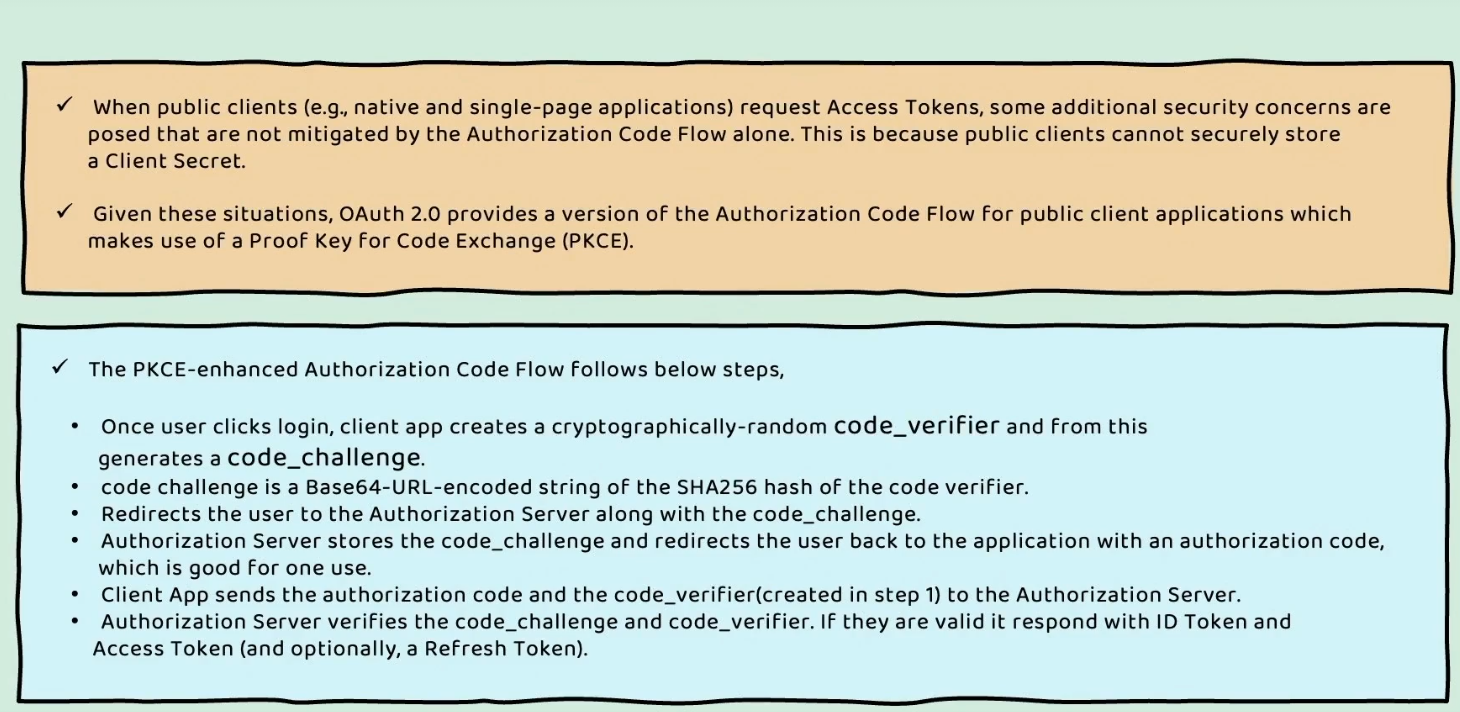 ✓ When public clients (e.g., native and single-page applications) request Access Tokens, some additional security concerns are
posed that are not mitigated by the Authorization Code Flow alone. This is because public clients cannot securely store
a Client Secret.
✓ Given these situations, OAuth 2.0 provides a version of the Authorization Code Flow for public client applications which
makes use of a Proof Key for Code Exchange (PKCE).
✓ The PKCE-enhanced Authorization Code Flow follows below steps,
• Once user clicks login, client app creates a cryptographically-random code_verifier and from this
generates a code_challenge.
• code challenge is a Base64-URL-encoded string of the SHA256 hash of the code verifier.
• Redirects the user to the Authorization Server along with the code_challenge.
• Authorization Server stores the code_challenge and redirects the user back to the application with an authorization code,
which is good for one use.
• Client App sends the authorization code and the code_verifier(created in step 1) to the Authorization Server.
• Authorization Server verifies the code_challenge and code_verifier. If they are valid it respond with ID Token and
Access Token (and optionally, a Refresh Token).